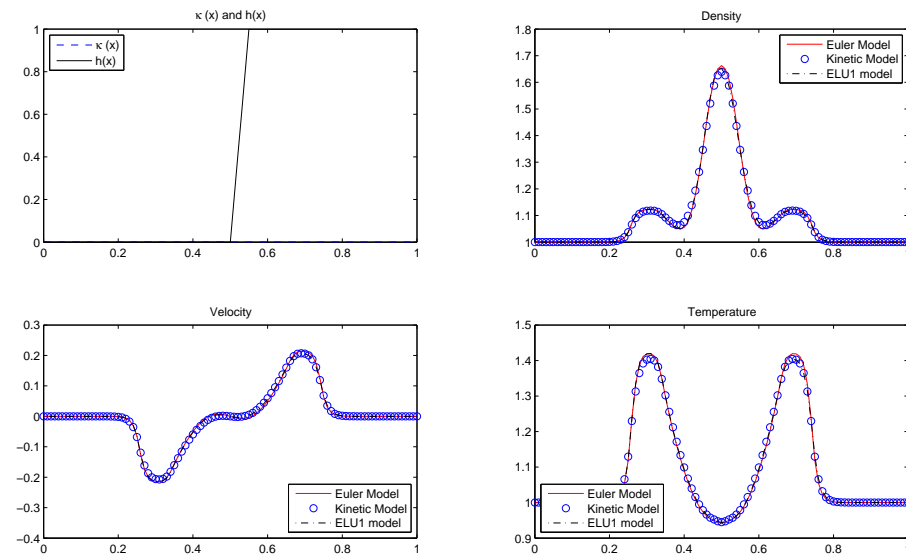 κ (x) and h(x)
1
0.8
0.6
0.4
0.2
0
0 0.2 0.4 0.6 0.8 1
κ (x)
h(x)
Density
1.8
1.7
1.6
1.5
1.4
1.3
1.2
1.1
1
0 0.2 0.4 0.6 0.8 1
Euler Model
Kinetic Model
ELU1 model
Velocity
0.3
0.2
0.1
0
−0.1
−0.2
−0.3
−0.4
0 0.2 0.4 0.6 0.8 1
Euler Model
Kinetic Model
ELU1 model
Temperature
1.5
1.4
1.3
1.2
1.1
1.0
0.9
0 0.2 0.4 0.6 0.8 1
Euler Model
Kinetic Model
ELU1 model